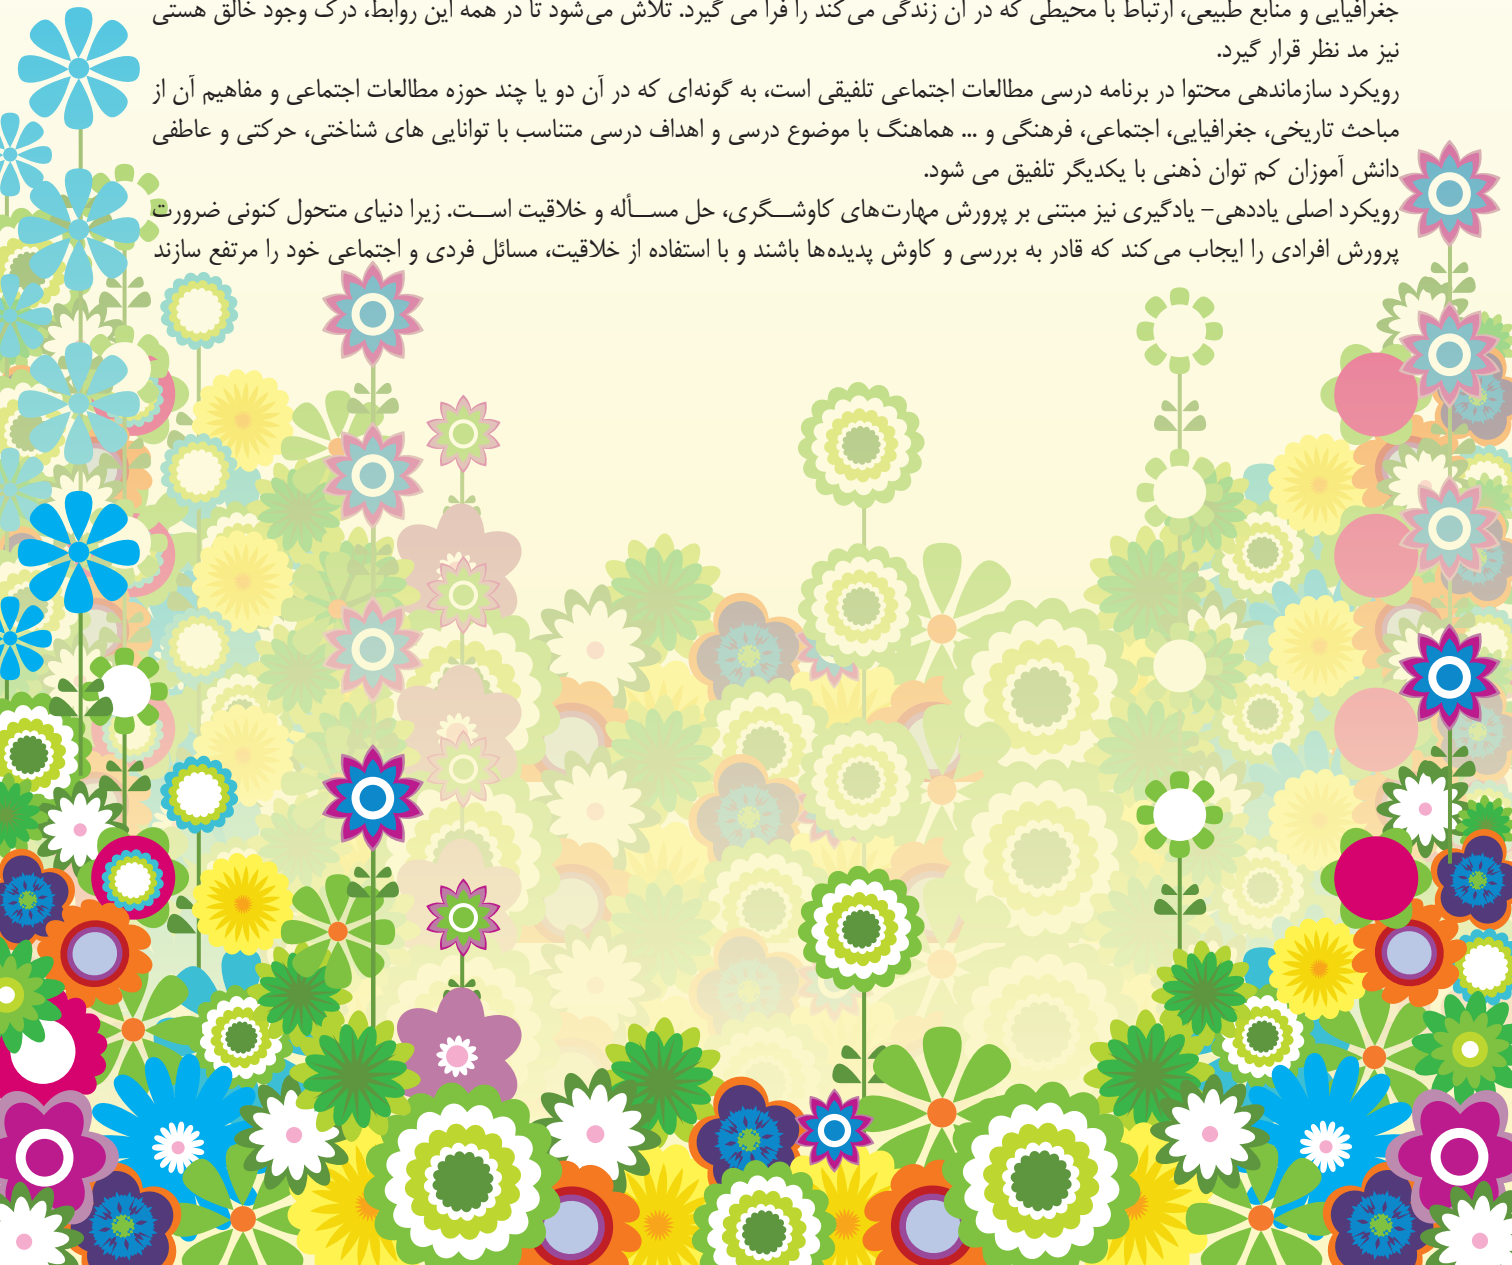 جغرافیایی و منابع طبیعی، ارتباط با محیطی که در آن زندگی می‌کند را فرا می گیرد. تلاش می‌شود تا در همه این روابط، درک وجود خالق هستی
نیز مد نظر قرار گیرد.
رویکرد سازماندهی محتوا در برنامه درسی مطالعات اجتماعی تلفیقی است، به گونه‌ای که در آن دو یا چند حوزه مطالعات اجتماعی و مفاهیم آن از
مباحث تاریخی، جغرافیایی، اجتماعی، فرهنگی و ... هماهنگ با موضوع درسی و اهداف درسی متناسب با توانایی های شناختی، حرکتی و عاطفی
دانش آموزان کم توان ذهنی با یکدیگر تلفیق می شود.
رویکرد اصلی یاددهی- یادگیری نیز مبتنی بر پرورش مهارت‌های کاوشـگری، حل مسـأله و خلاقیت اسـت. زیرا دنیای متحول کنونی ضرورت
پرورش افرادی را ایجاب می‌کند که قادر به بررسی و کاوش پدیده‌ها باشند و با استفاده از خلاقیت، مسائل فردی و اجتماعی خود را مرتفع سازند